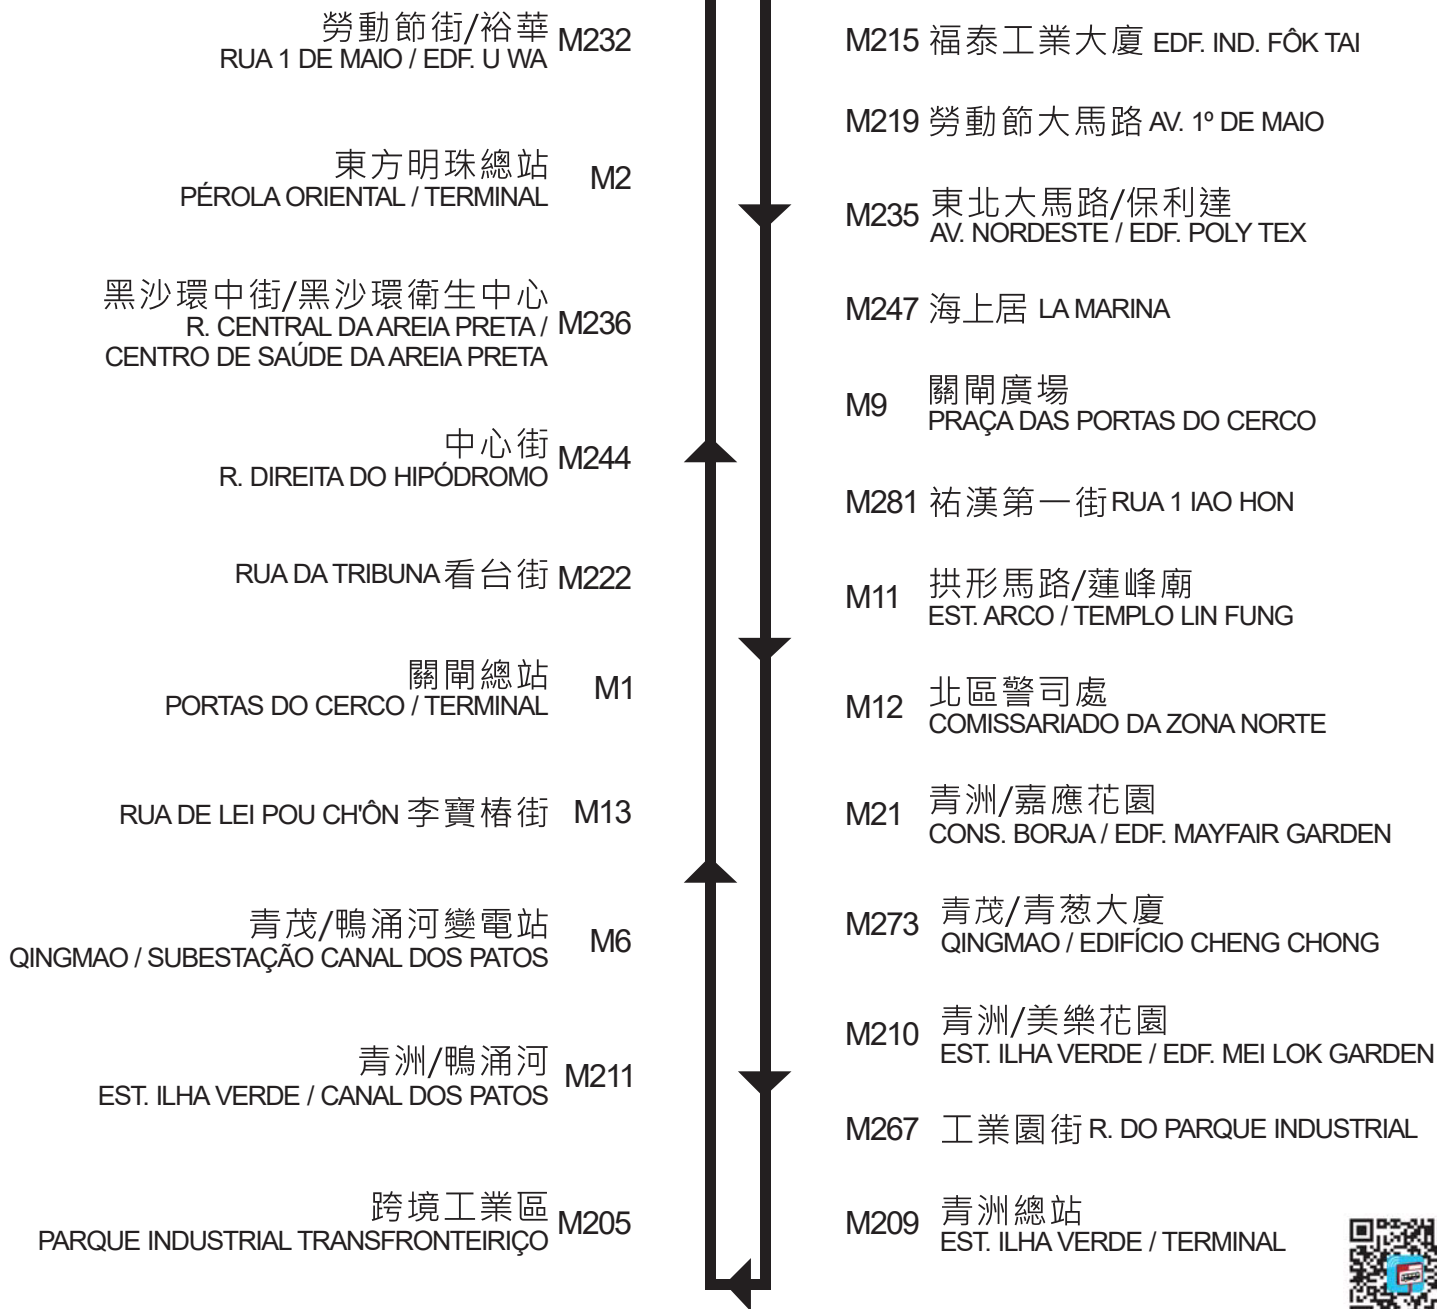 勞動節街/裕華 M232
RUA 1 DE MAIO / EDF. U WA
東方明珠總站 M2
PÉROLA ORIENTAL / TERMINAL
黑沙環中街/黑沙環衛生中心
R. CENTRAL DA AREIA PRETA / M236
CENTRO DE SAÚDE DA AREIA PRETA
中心街 M244
R. DIREITA DO HIPÓDROMO
RUA DA TRIBUNA 看台街 M222
關閘總站 M1
PORTAS DO CERCO / TERMINAL
RUA DE LEI POU CH'ÔN 李寶椿街 M13
青茂/鴨涌河變電站 M6
QINGMAO / SUBESTAÇÃO CANAL DOS PATOS
青洲/鴨涌河 M211
EST. ILHA VERDE / CANAL DOS PATOS
跨境工業區 M205
PARQUE INDUSTRIAL TRANSFRONTEIRIÇO
M215 福泰工業大廈 EDF. IND. FÔK TAI
M219 勞動節大馬路 AV. 1º DE MAIO
M235 東北大馬路/保利達
AV. NORDESTE / EDF. POLY TEX
M247 海上居 LA MARINA
M9 關閘廣場
PRAÇA DAS PORTAS DO CERCO
M281 祐漢第一街 RUA 1 IAO HON
M11 拱形馬路/蓮峰廟
EST. ARCO / TEMPLO LIN FUNG
M12 北區警司處
COMISSARIADO DA ZONA NORTE
M21 青洲/嘉應花園
CONS. BORJA / EDF. MAYFAIR GARDEN
M273 青茂/青葱大廈
QINGMAO / EDIFÍCIO CHENG CHONG
M210 青洲/美樂花園
EST. ILHA VERDE / EDF. MEI LOK GARDEN
M267 工業園街 R. DO PARQUE INDUSTRIAL
M209 青洲總站
EST. ILHA VERDE / TERMINAL